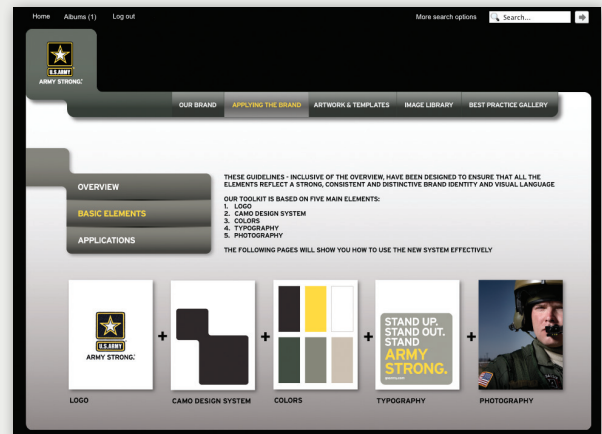 Home Albums (1) Log out More search options Search...
U.S.ARMY
ARMY STRONG.
OUR BRAND APPLYING THE BRAND ARTWORK & TEMPLATES IMAGE LIBRARY BEST PRACTICE GALLERY
OVERVIEW
BASIC ELEMENTS
APPLICATIONS
THESE GUIDELINES - INCLUSIVE OF THE OVERVIEW, HAVE BEEN DESIGNED TO ENSURE THAT ALL THE
ELEMENTS REFLECT A STRONG, CONSISTENT AND DISTINCTIVE BRAND IDENTITY AND VISUAL LANGUAGE
OUR TOOLKIT IS BASED ON FIVE MAIN ELEMENTS:
1. LOGO
2. CAMO DESIGN SYSTEM
3. COLORS
4. TYPOGRAPHY
5. PHOTOGRAPHY
THE FOLLOWING PAGES WILL SHOW YOU HOW TO USE THE NEW SYSTEM EFFECTIVELY
U.S.ARMY
ARMY STRONG.
+
+
+
STAND UP.
STAND OUT.
STAND
ARMY
STRONG.
+
LOGO
CAMO DESIGN SYSTEM
COLORS
TYPOGRAPHY
PHOTOGRAPHY